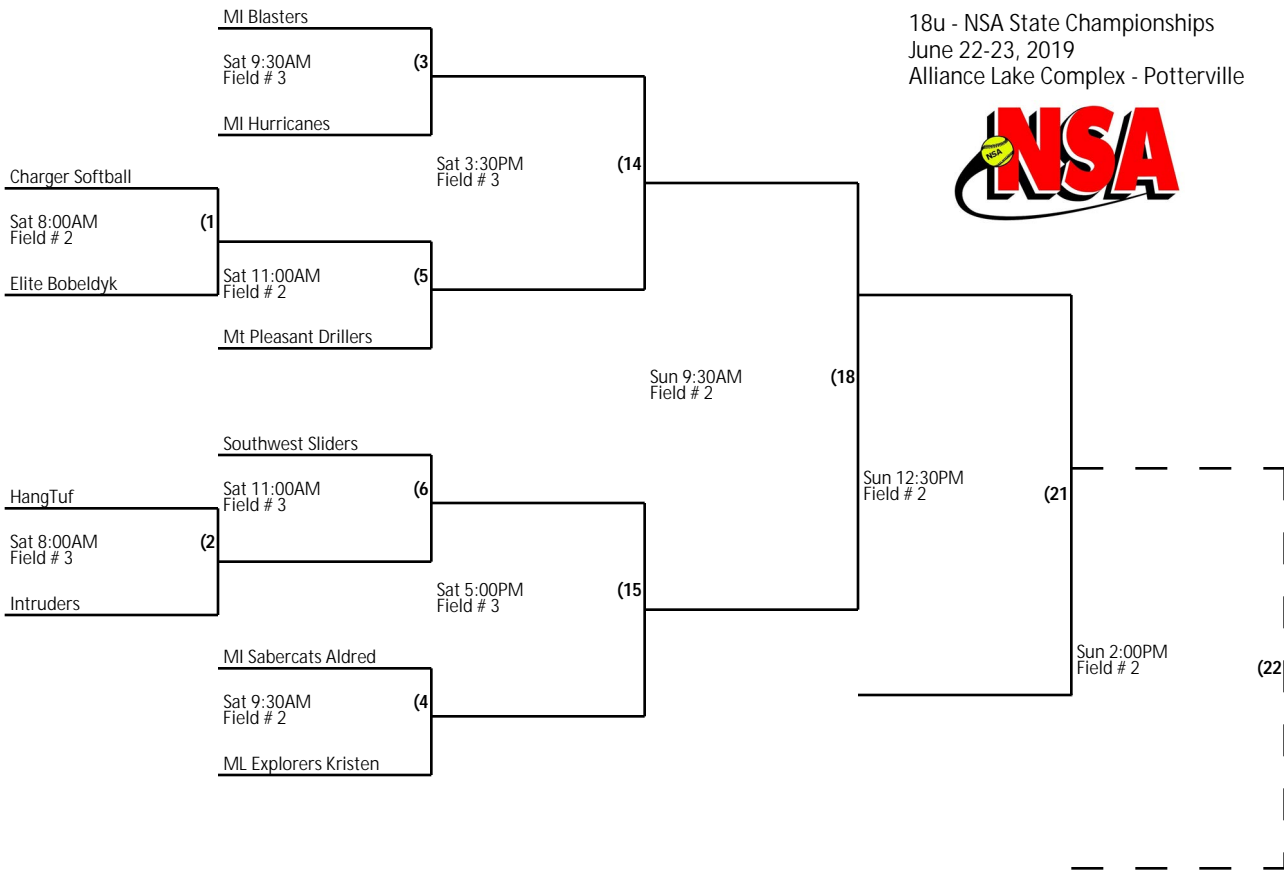 18u - NSA State Championships
June 22-23, 2019
Alliance Lake Complex - Potterville
NSA
NSA
MI Blasters
Sat 9:30AM
Field # 3
(3
MI Hurricanes
Sat 3:30PM
Field # 3
(14
Charger Softball
Sat 8:00AM
Field # 2
(1
Elite Bobeldyk
Sat 11:00AM
Field # 2
(5
Mt Pleasant Drillers
Sun 9:30AM
Field # 2
(18
Southwest Sliders
Sat 11:00AM
Field # 3
(6
HangTuf
Sat 8:00AM
Field # 3
(2
Intruders
Sat 5:00PM
Field # 3
(15
MI Sabercats Aldred
Sat 9:30AM
Field # 2
(4
ML Explorers Kristen
Sun 12:30PM
Field # 2
(21
Sun 2:00PM
Field # 2
(22